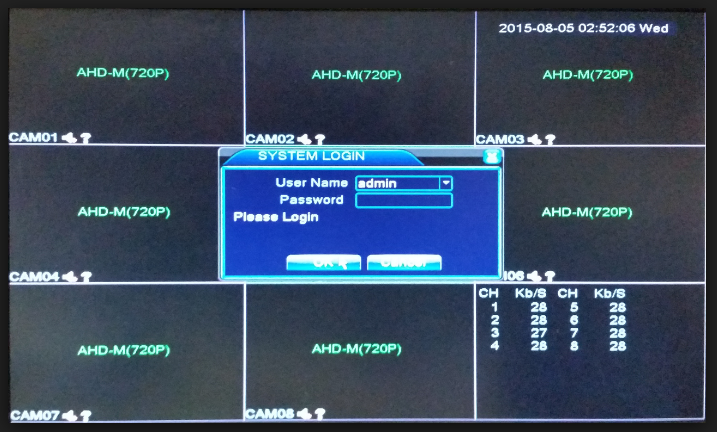 2015-08-05 02:52:06 Wed
AHD-M(720P)
AHD-M(720P)
AHD-M(720P)
CAM01
CAM02
CAM03
SYSTEM LOGIN
User Name admin
Password
Please Login
OK
Cancel
AHD-M(720P)
AHD-M(720P)
CAM04
06
CH Kb/S CH Kb/S
1 28 5 28
2 28 6 28
3 27 7 28
4 28 8 28
AHD-M(720P)
AHD-M(720P)
CAM07
CAM08